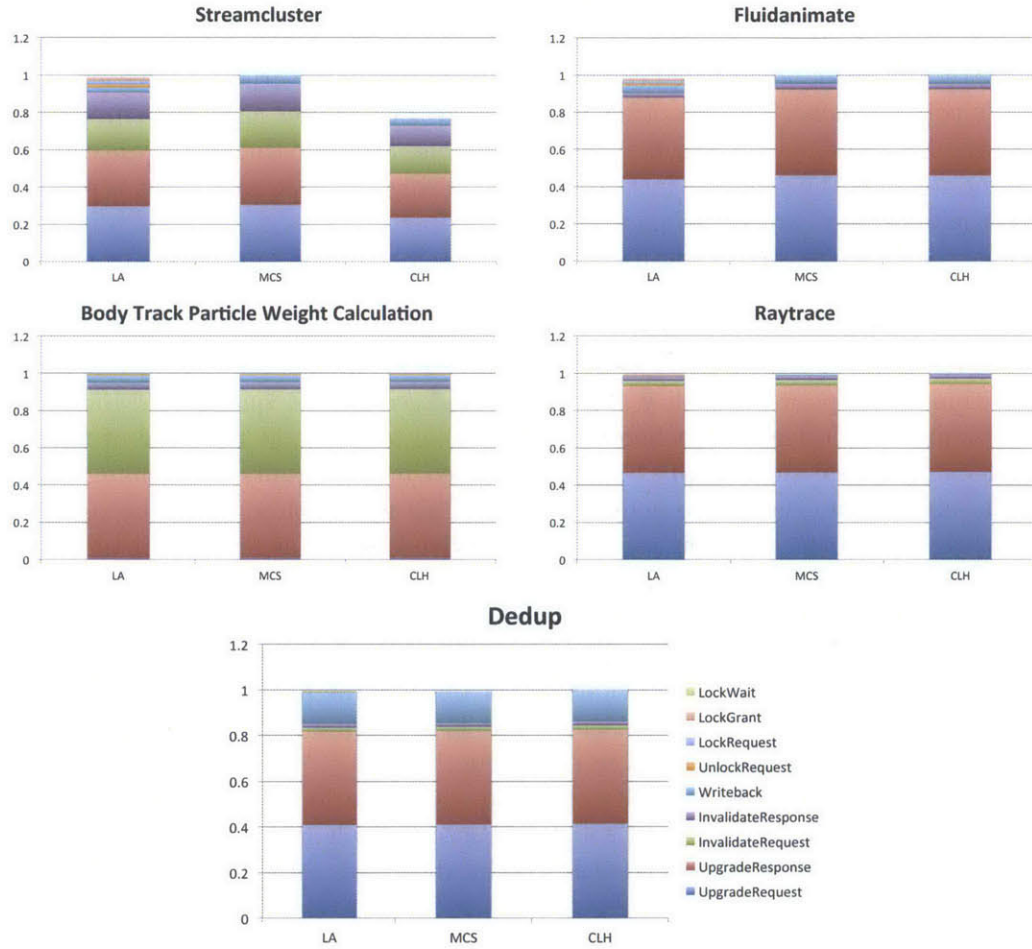 Streamcluster
1.2
1
0.8
0.6
0.4
0.2
0
LA MCS CLH
Fluidanimate
1.2
1
0.8
0.6
0.4
0.2
0
LA MCS CLH
Body Track Particle Weight Calculation
1.2
1
0.8
0.6
0.4
0.2
0
LA MCS CLH
Raytrace
1.2
1
0.8
0.6
0.4
0.2
0
LA MCS CLH
Dedup
1.2
1
0.8
0.6
0.4
0.2
0
LA MCS CLH
LockWait
LockGrant
LockRequest
UnlockRequest
Writeback
InvalidateResponse
InvalidateRequest
UpgradeResponse
UpgradeRequest